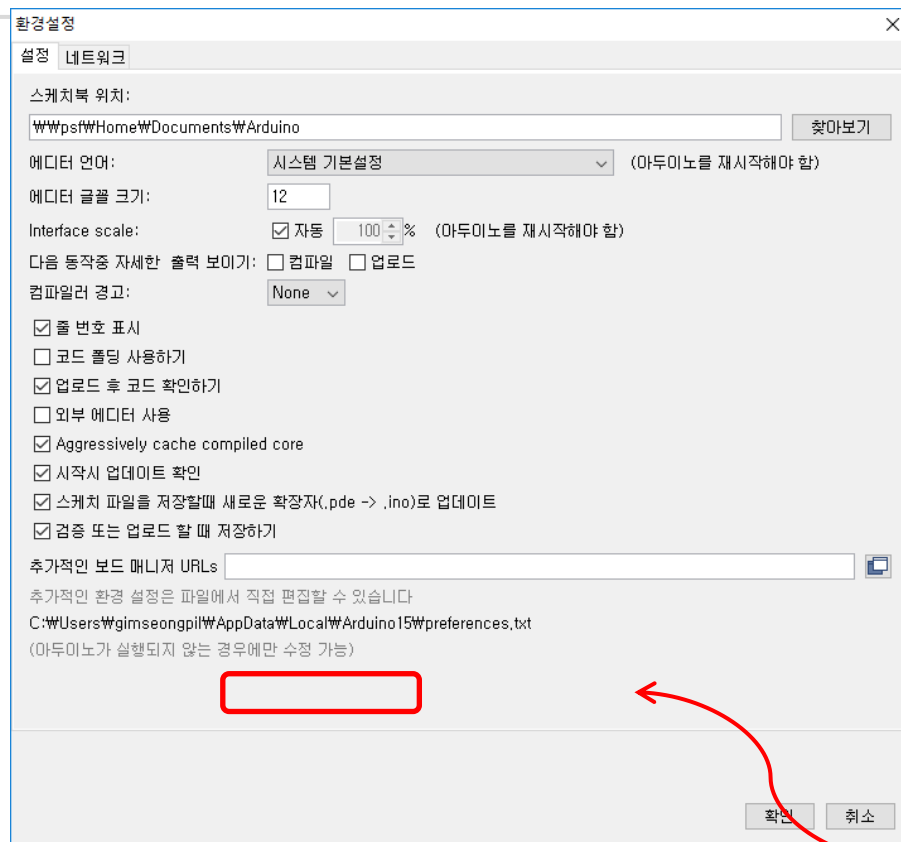 환경설정
설정 네트워크
스케치북 위치:
₩₩psf₩Home₩Documents₩Arduino 찾아보기
에디터 언어: 시스템 기본설정 (아두이노를 재시작해야 함)
에디터 글꼴 크기: 12
Interface scale: 자동 100 % (아두이노를 재시작해야 함)
다음 동작중 자세한 출력 보이기: 컴파일 업로드
컴파일러 경고: None
줄 번호 표시
코드 폴딩 사용하기
업로드 후 코드 확인하기
외부 에디터 사용
Aggressively cache compiled core
시작시 업데이트 확인
스케치 파일을 저장할때 새로운 확장자(.pde -> .ino)로 업데이트
검증 또는 업로드 할 때 저장하기
추가적인 보드 매니저 URLs
추가적인 환경 설정은 파일에서 직접 편집할 수 있습니다
C:₩Users₩gimseongpil₩AppData₩Local₩Arduino15₩preferences.txt
(아두이노가 실행되지 않는 경우에만 수정 가능)
확인 취소